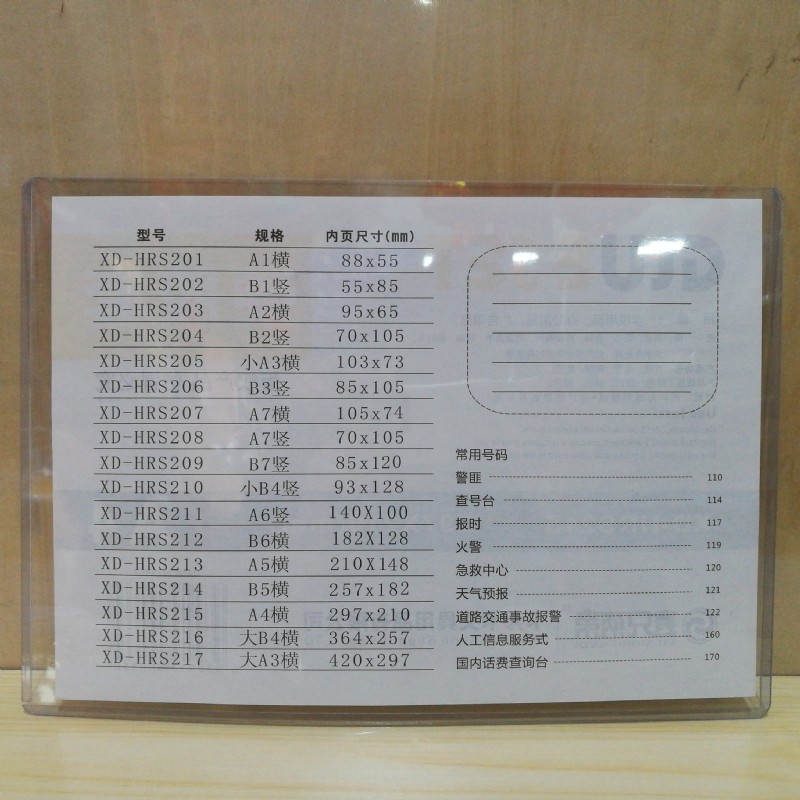 型号 规格 内页尺寸(mm)
XD-HRS201 A1横 88x55
XD-HRS202 B1竖 55x85
XD-HRS203 A2横 95x65
XD-HRS204 B2竖 70x105
XD-HRS205 小A3横 103x73
XD-HRS206 B3竖 85x105
XD-HRS207 A7横 105x74
XD-HRS208 A7竖 70x105
XD-HRS209 B7竖 85x120
XD-HRS210 小B4竖 93x128
XD-HRS211 A6竖 140X100
XD-HRS212 B6横 182X128
XD-HRS213 A5横 210X148
XD-HRS214 B5横 257x182
XD-HRS215 A4横 297x210
XD-HRS216 大B4横 364x257
XD-HRS217 大A3横 420x297
常用号码
警匪 110
查号台 114
报时 117
火警 119
急救中心 120
天气预报 121
道路交通事故报警 122
人工信息服务式 160
国内话费查询台 170